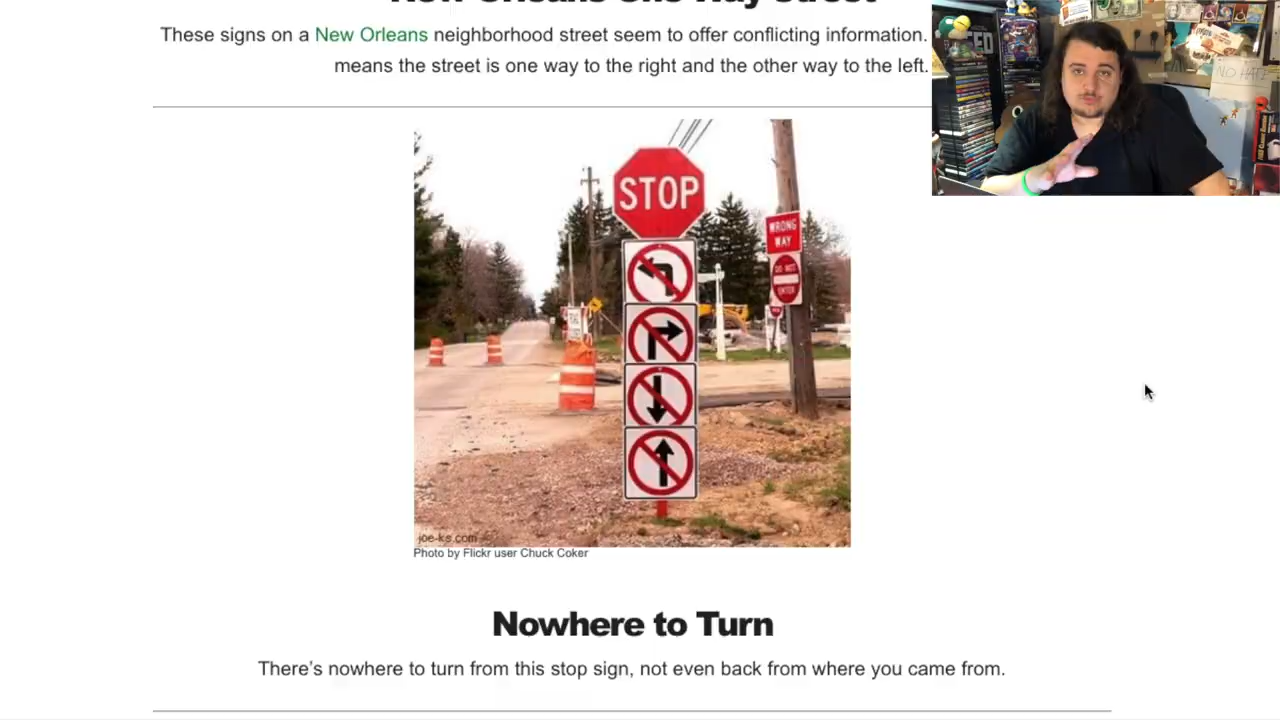 These signs on a New Orleans neighborhood street seem to offer conflicting information.
means the street is one way to the right and the other way to the left.
STOP
WRONG
WAY
DO NOT
ENTER
joe-ks.com
Photo by Flickr user Chuck Coker
Nowhere to Turn
There's nowhere to turn from this stop sign, not even back from where you came from.
NO HATE